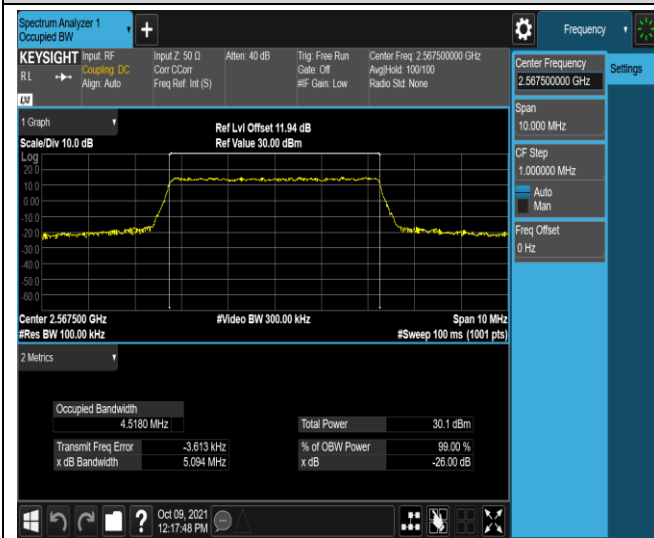 Spectrum Analyzer 1
Occupied BW
+
Frequency
KEYSIGHT
RL
LXI
Input: RF
Coupling: DC
Align: Auto
Input Z: 50 Ω
Corr CCorr
Freq Ref: Int (S)
Atten: 40 dB
Trig: Free Run
Gate: Off
#IF Gain: Low
Center Freq: 2.567500000 GHz
Avg|Hold: 100/100
Radio Std: None
Center Frequency
2.567500000 GHz
Settings
Span
10.000 MHz
CF Step
1.000000 MHz
Auto
Man
Freq Offset
0 Hz
1 Graph
Scale/Div 10.0 dB
Ref Lvl Offset 11.94 dB
Ref Value 30.00 dBm
Log
20.0
10.0
0.00
-10.0
-20.0
-30.0
-40.0
-50.0
-60.0
Center 2.567500 GHz
#Video BW 300.00 kHz
Span 10 MHz
#Res BW 100.00 kHz
#Sweep 100 ms (1001 pts)
2 Metrics
Occupied Bandwidth
4.5180 MHz
Total Power 30.1 dBm
Transmit Freq Error -3.613 kHz
% of OBW Power 99.00 %
x dB Bandwidth 5.094 MHz
x dB -26.00 dB
?
Oct 09, 2021
12:17:48 PM